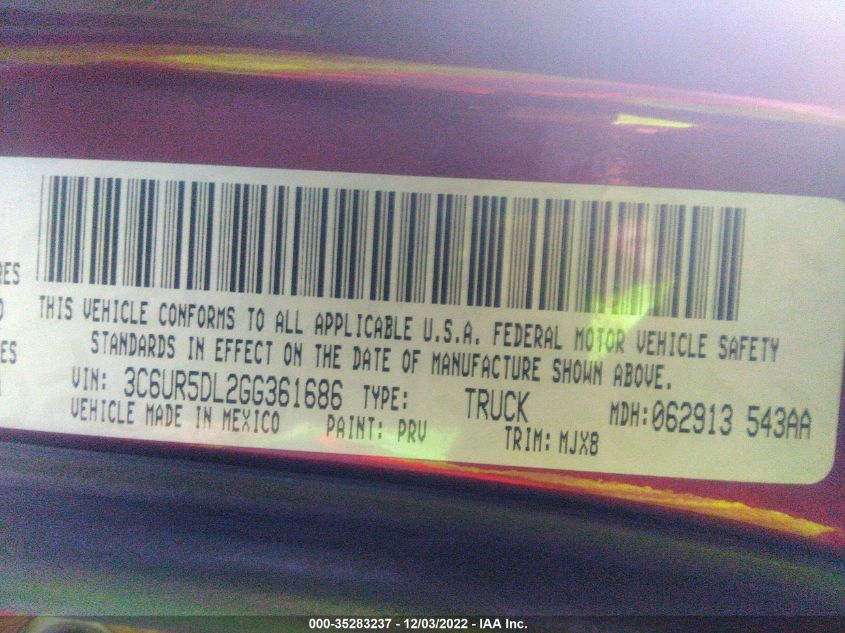 THIS VEHICLE CONFORMS TO ALL APPLICABLE U.S.A. FEDERAL MOTOR VEHICLE SAFETY
STANDARDS IN EFFECT ON THE DATE OF MANUFACTURE SHOWN ABOVE.
VIN: 3C6UR5DL2GG361686 TYPE: TRUCK MDH:062913 543AA
VEHICLE MADE IN MEXICO PAINT: PRV TRIM: MJX8
000-35283237 - 12/03/2022 - IAA Inc.